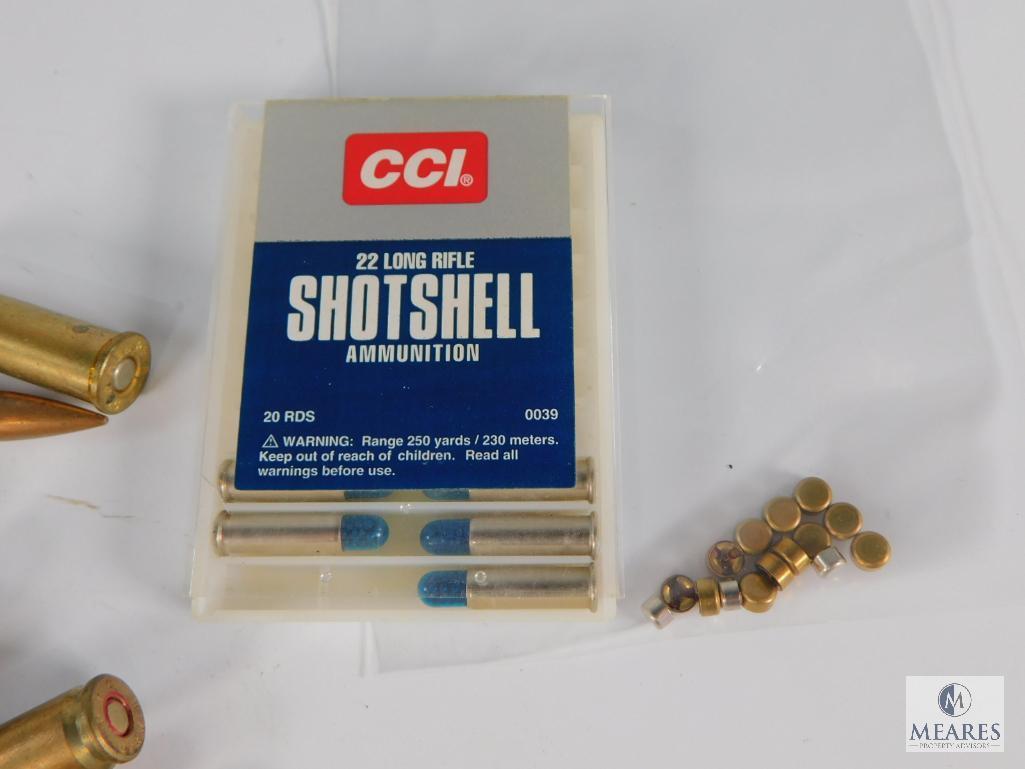 CCI®
22 LONG RIFLE
SHOTSHELL
AMMUNITION
20 RDS 0039
⚠ WARNING: Range 250 yards / 230 meters.
Keep out of reach of children. Read all
warnings before use.
M
MEARES
PROPERTY ADVISORS